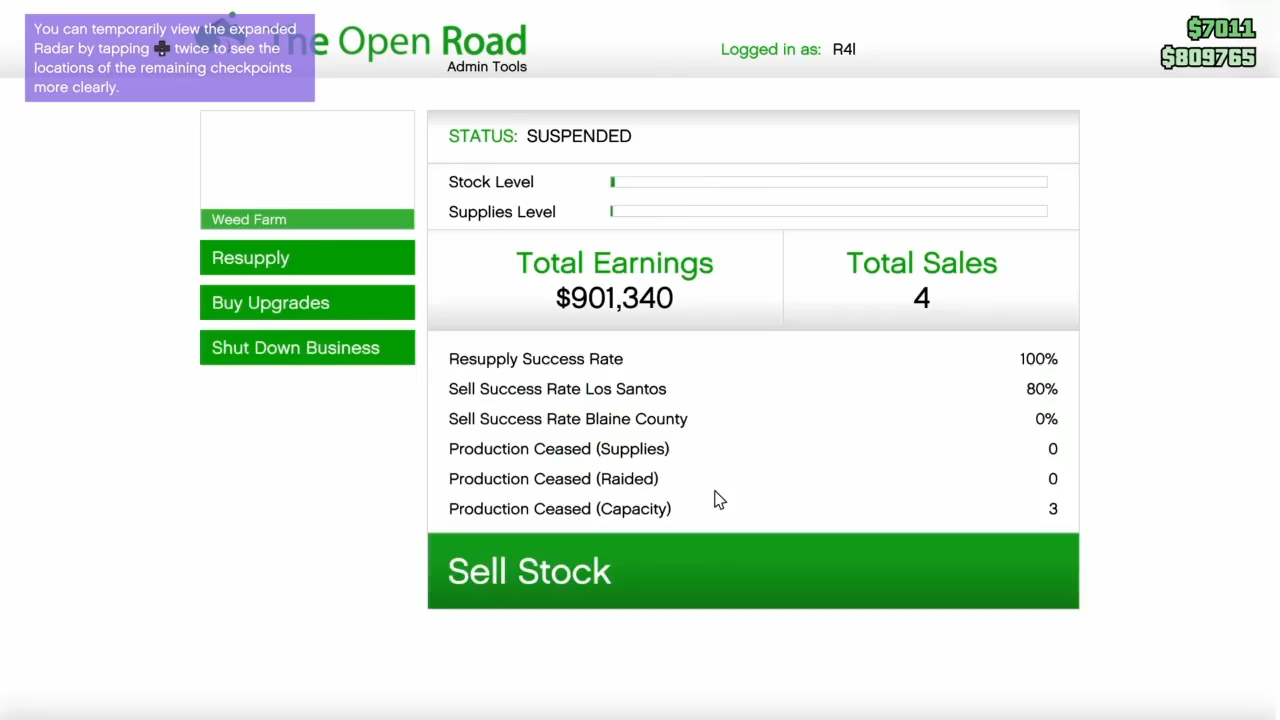 You can temporarily view the expanded
Radar by tapping twice to see the
locations of the remaining checkpoints
more clearly.
The Open Road
Admin Tools
Logged in as: R4l
$7011
$809765
STATUS: SUSPENDED
Stock Level
Supplies Level
Weed Farm
Resupply
Buy Upgrades
Shut Down Business
Total Earnings
$901,340
Total Sales
4
Resupply Success Rate 100%
Sell Success Rate Los Santos 80%
Sell Success Rate Blaine County 0%
Production Ceased (Supplies) 0
Production Ceased (Raided) 0
Production Ceased (Capacity) 3
Sell Stock